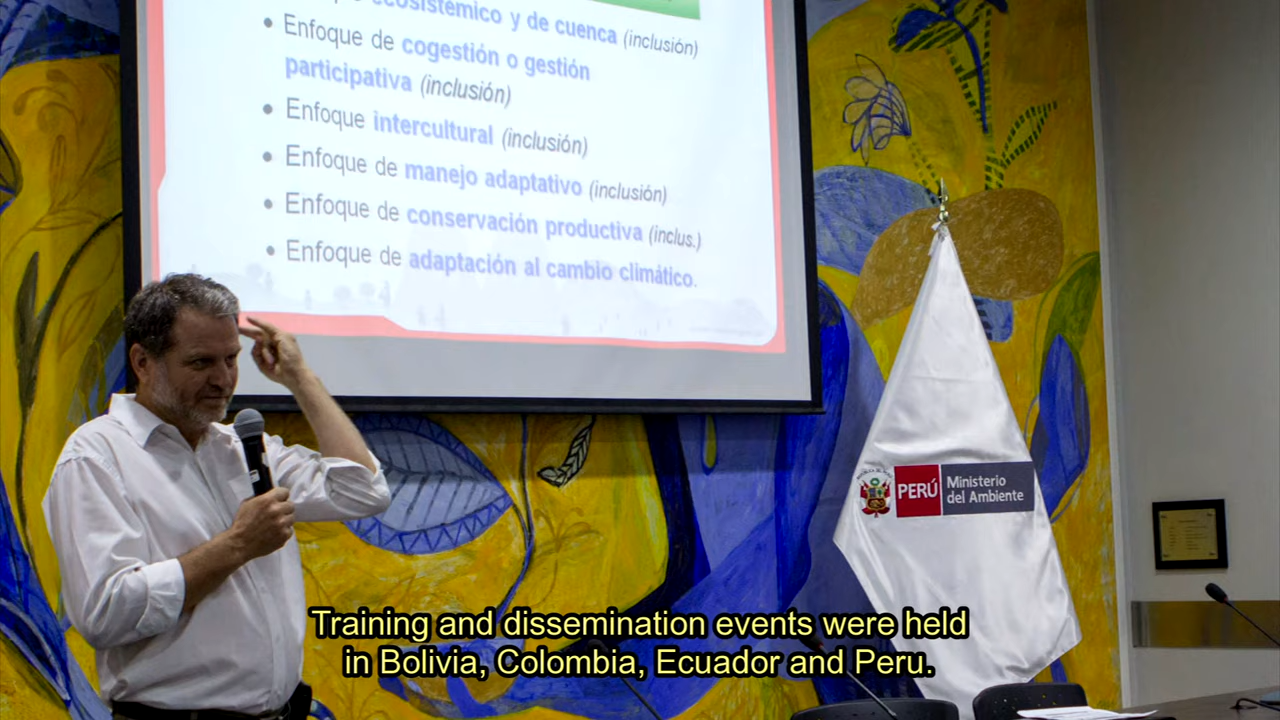 ecosistémico y de cuenca (inclusión)
• Enfoque de cogestión o gestión
participativa (inclusión)
• Enfoque intercultural (inclusión)
• Enfoque de manejo adaptativo (inclusión)
• Enfoque de conservación productiva (inclus.)
• Enfoque de adaptación al cambio climático.
PERÚ
Ministerio
del Ambiente
Training and dissemination events were held
in Bolivia, Colombia, Ecuador and Peru.